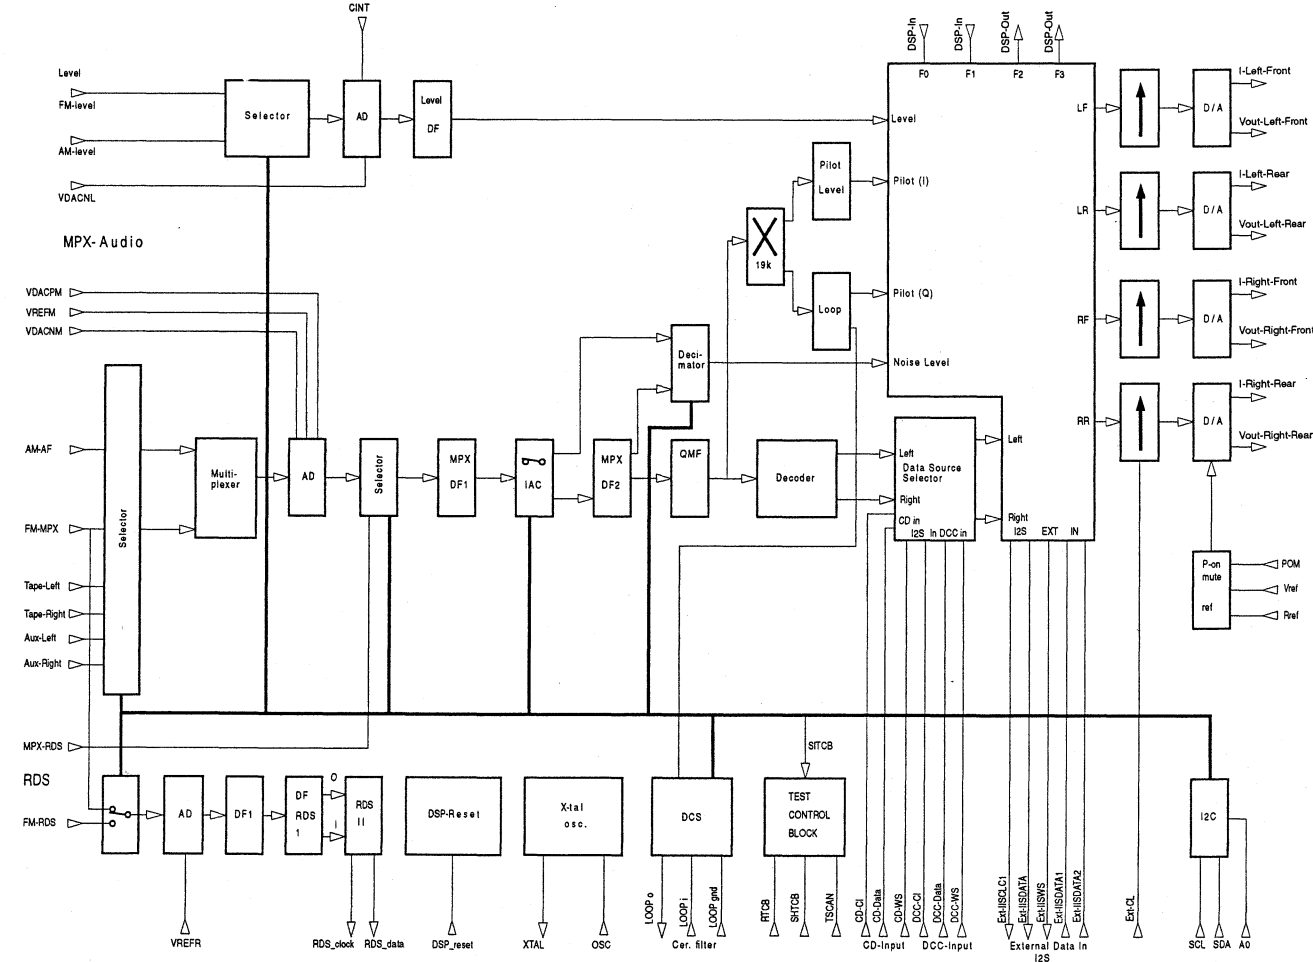 CINT
DSP-In
DSP-In
DSP-Out
DSP-Out
F0
F1
F2
F3
Level
FM-level
AM-level
VDACNL
Selector
AD
Level
DF
Level
LF
D/A
I-Left-Front
Vout-Left-Front
Pilot
Level
Pilot (I)
LR
D/A
I-Left-Rear
Vout-Left-Rear
MPX-Audio
19k
VDACPM
VREFM
VDACNM
Loop
Pilot (Q)
RF
D/A
I-Right-Front
Vout-Right-Front
Deci-
mator
Noise Level
RR
D/A
I-Right-Rear
Vout-Right-Rear
AM-AF
FM-MPX
Tape-Left
Tape-Right
Aux-Left
Aux-Right
Selector
Multi-
plexer
AD
Selector
MPX
DF1
IAC
MPX
DF2
QMF
Decoder
Left
Data Source
Selector
Right
CD in
I2S In DCC in
Left
Right
I2S EXT IN
P-on
mute
ref
POM
Vref
Rref
MPX-RDS
RDS
FM-RDS
AD
DF1
DF
RDS
1
0
I
RDS
II
DSP-Reset
X-tal
osc.
DCS
SITCB
TEST
CONTROL
BLOCK
I2C
VREFR
RDS_clock
RDS_data
DSP_reset
XTAL
OSC
LOOP o
LOOP i
LOOP gnd
Cer. filter
RTCB
SHTCB
TSCAN
CD-Cl
CD-Data
CD-WS
DCC-Cl
DCC-Data
DCC-WS
CD-Input
DCC-Input
Ext-IISCLC1
Ext-IISDATA
Ext-IISWS
Ext-IISDATA1
Ext-IISDATA2
External Data In
I2S
Ext-CL
SCL
SDA
A0